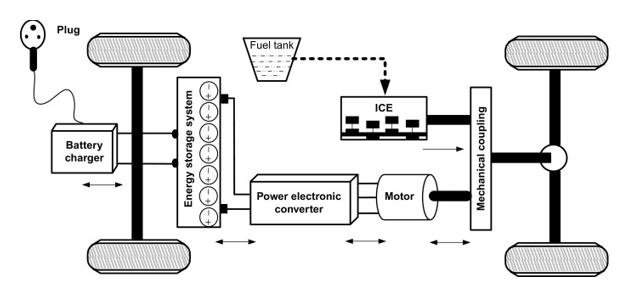 Plug
Fuel tank
ICE
Battery
charger
Energy storage system
Power electronic
converter
Motor
Mechanical coupling